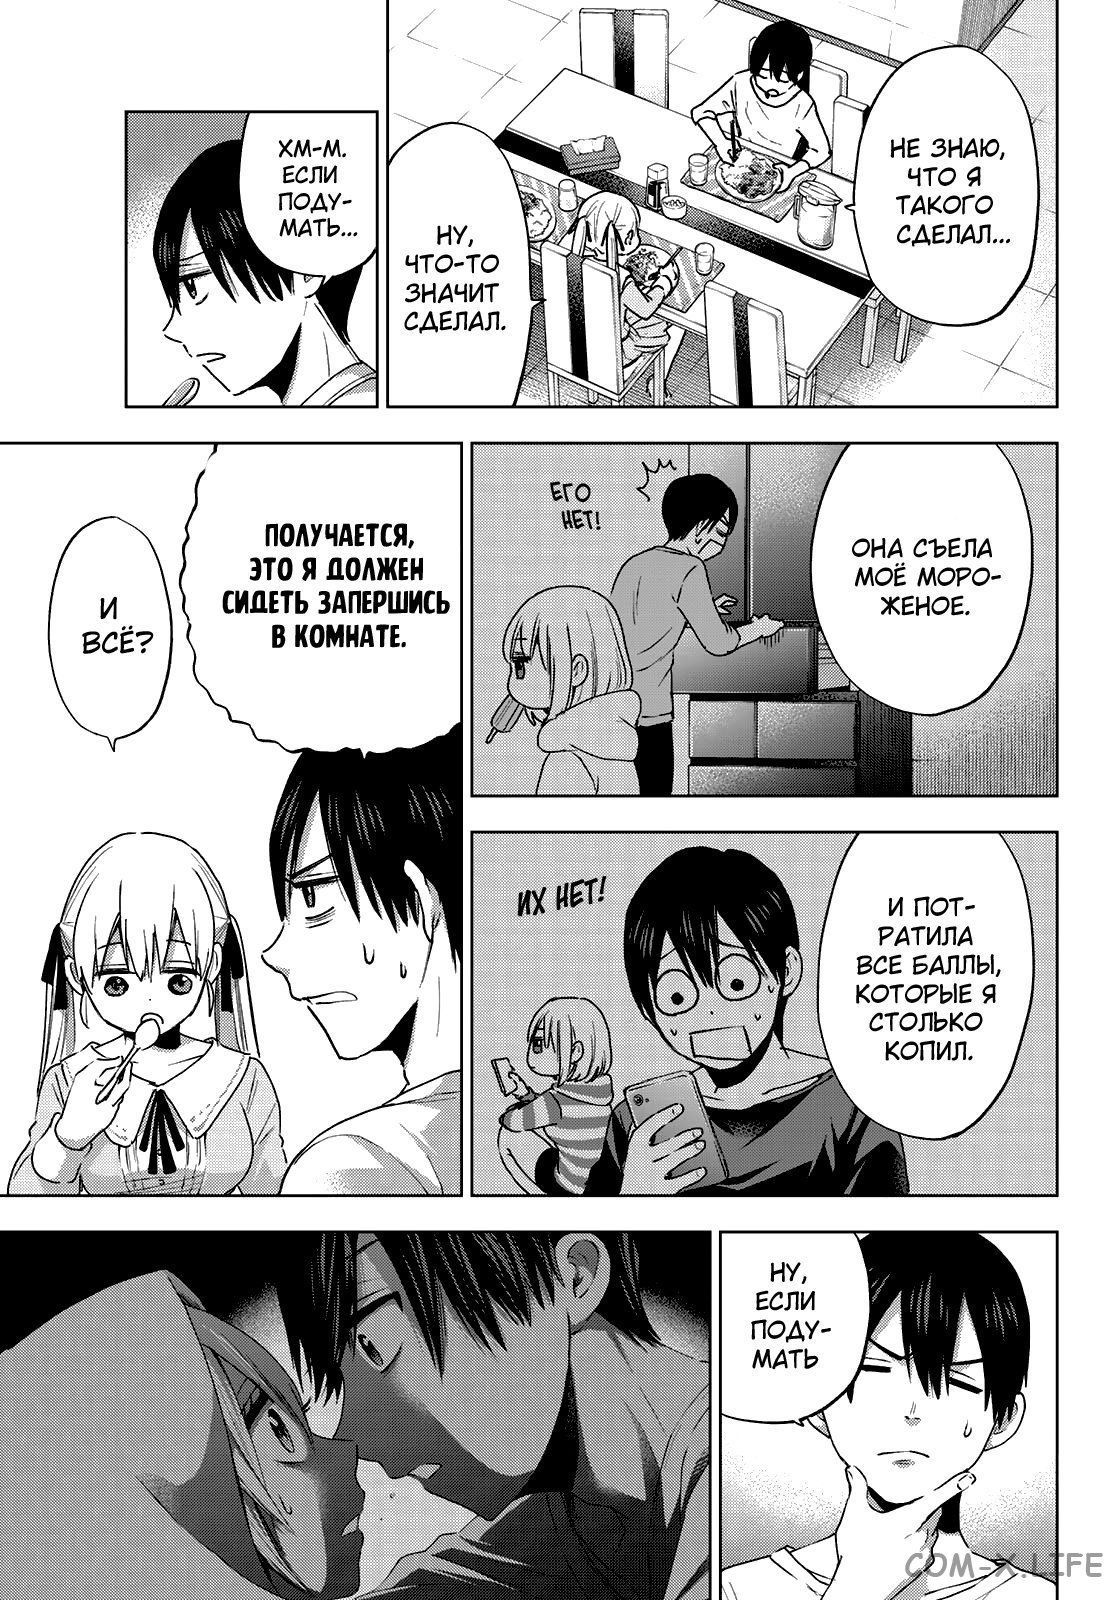 НЕ ЗНАЮ,
ЧТО Я
ТАКОГО
СДЕЛАЛ...
НУ,
ЧТО-ТО
ЗНАЧИТ
СДЕЛАЛ.
ХМ-М.
ЕСЛИ
ПОДУ-
МАТЬ...
ОНА СЪЕЛА
МОЁ МОРО-
ЖЕНОЕ.
ЕГО
НЕТ!
И ПОТ-
РАТИЛА
ВСЕ БАЛЛЫ,
КОТОРЫЕ Я
СТОЛЬКО
КОПИЛ.
ИХ НЕТ!
ПОЛУЧАЕТСЯ,
ЭТО Я ДОЛЖЕН
СИДЕТЬ ЗАПЕРШИСЬ
В КОМНАТЕ.
И
ВСЁ?
НУ,
ЕСЛИ
ПОДУ-
МАТЬ
COM-X.LIFE